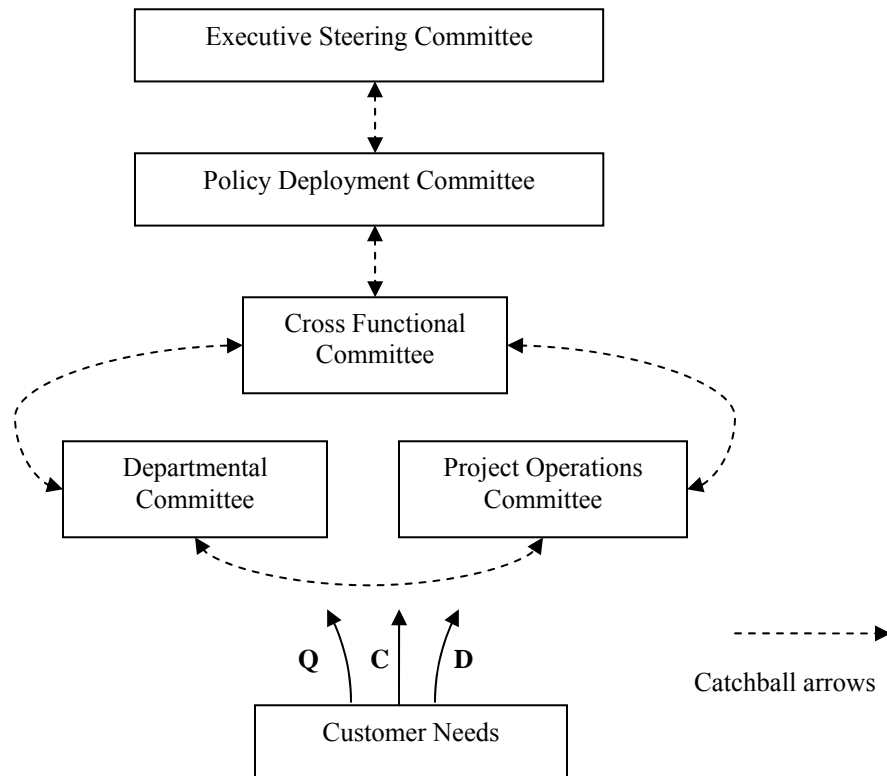 Executive Steering Committee
Policy Deployment Committee
Cross Functional
Committee
Departmental
Committee
Project Operations
Committee
Q C D
Catchball arrows
Customer Needs